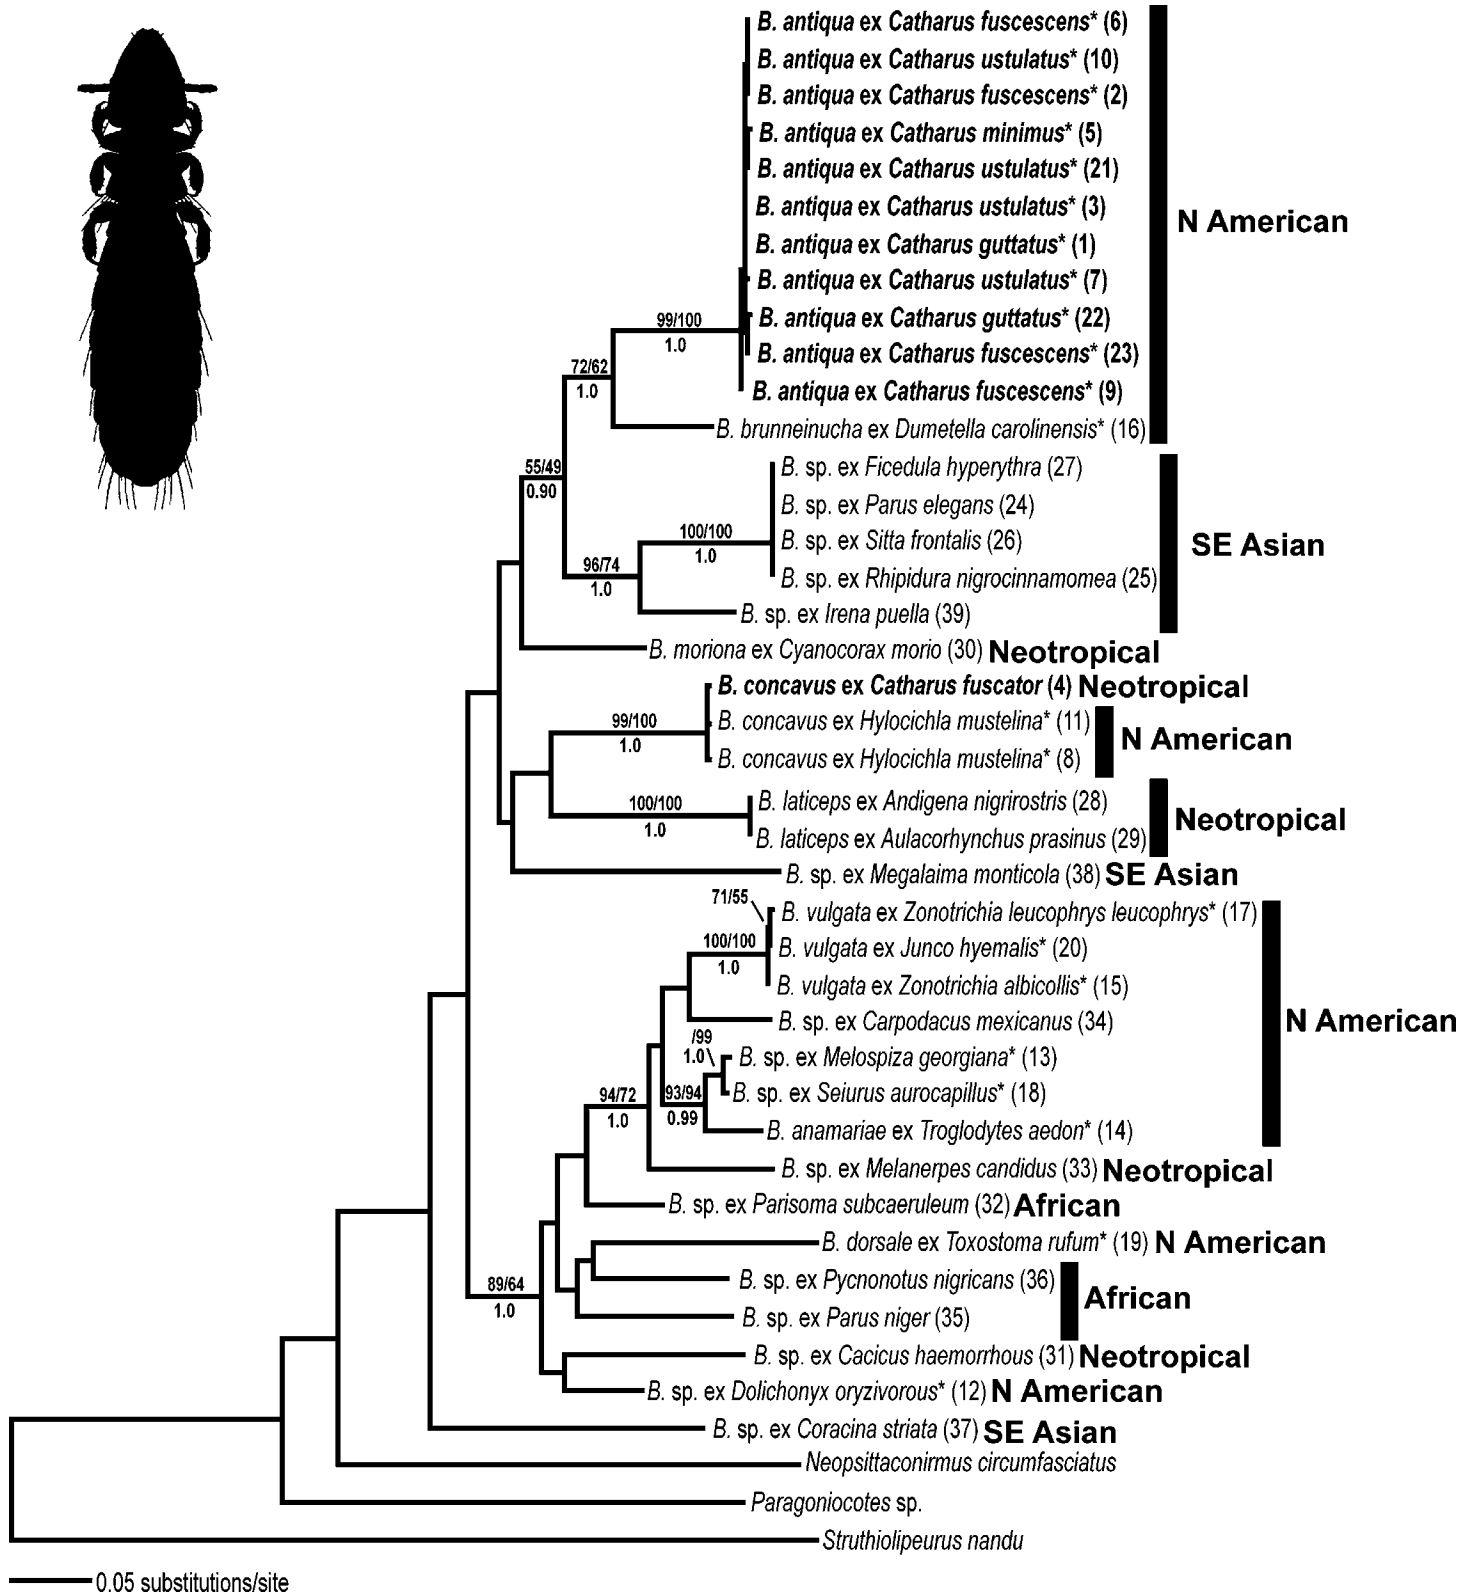 B. antiqua ex Catharus fuscescens* (6)
B. antiqua ex Catharus ustulatus* (10)
B. antiqua ex Catharus fuscescens* (2)
B. antiqua ex Catharus minimus* (5)
B. antiqua ex Catharus ustulatus* (21)
B. antiqua ex Catharus ustulatus* (3)
N American
B. antiqua ex Catharus guttatus* (1)
B. antiqua ex Catharus ustulatus* (7)
B. antiqua ex Catharus guttatus* (22)
99/100
1.0
B. antiqua ex Catharus fuscescens* (23)
72/62
1.0
B. antiqua ex Catharus fuscescens* (9)
B. brunneinucha ex Dumetella carolinensis* (16)
55/49
0.90
B. sp. ex Ficedula hyperythra (27)
B. sp. ex Parus elegans (24)
100/100
1.0
B. sp. ex Sitta frontalis (26)
SE Asian
96/74
1.0
B. sp. ex Rhipidura nigrocinnamomea (25)
B. sp. ex Irena puella (39)
B. moriona ex Cyanocorax morio (30) Neotropical
B. concavus ex Catharus fuscator (4) Neotropical
99/100
1.0
B. concavus ex Hylocichla mustelina* (11)
N American
B. concavus ex Hylocichla mustelina* (8)
100/100
1.0
B. laticeps ex Andigena nigrirostris (28)
Neotropical
B. laticeps ex Aulacorhynchus prasinus (29)
B. sp. ex Megalaima monticola (38) SE Asian
71/55
B. vulgata ex Zonotrichia leucophrys leucophrys* (17)
100/100
1.0
B. vulgata ex Junco hyemalis* (20)
B. vulgata ex Zonotrichia albicollis* (15)
B. sp. ex Carpodacus mexicanus (34)
N American
/99
1.0
B. sp. ex Melospiza georgiana* (13)
93/94
0.99
B. sp. ex Seiurus aurocapillus* (18)
94/72
1.0
B. anamariae ex Troglodytes aedon* (14)
B. sp. ex Melanerpes candidus (33) Neotropical
B. sp. ex Parisoma subcaeruleum (32) African
B. dorsale ex Toxostoma rufum* (19) N American
89/64
1.0
B. sp. ex Pycnonotus nigricans (36)
African
B. sp. ex Parus niger (35)
B. sp. ex Cacicus haemorrhous (31) Neotropical
B. sp. ex Dolichonyx oryzivorous* (12) N American
B. sp. ex Coracina striata (37) SE Asian
Neopsittaconirmus circumfasciatus
Paragoniocotes sp.
Struthiolipeurus nandu
0.05 substitutions/site